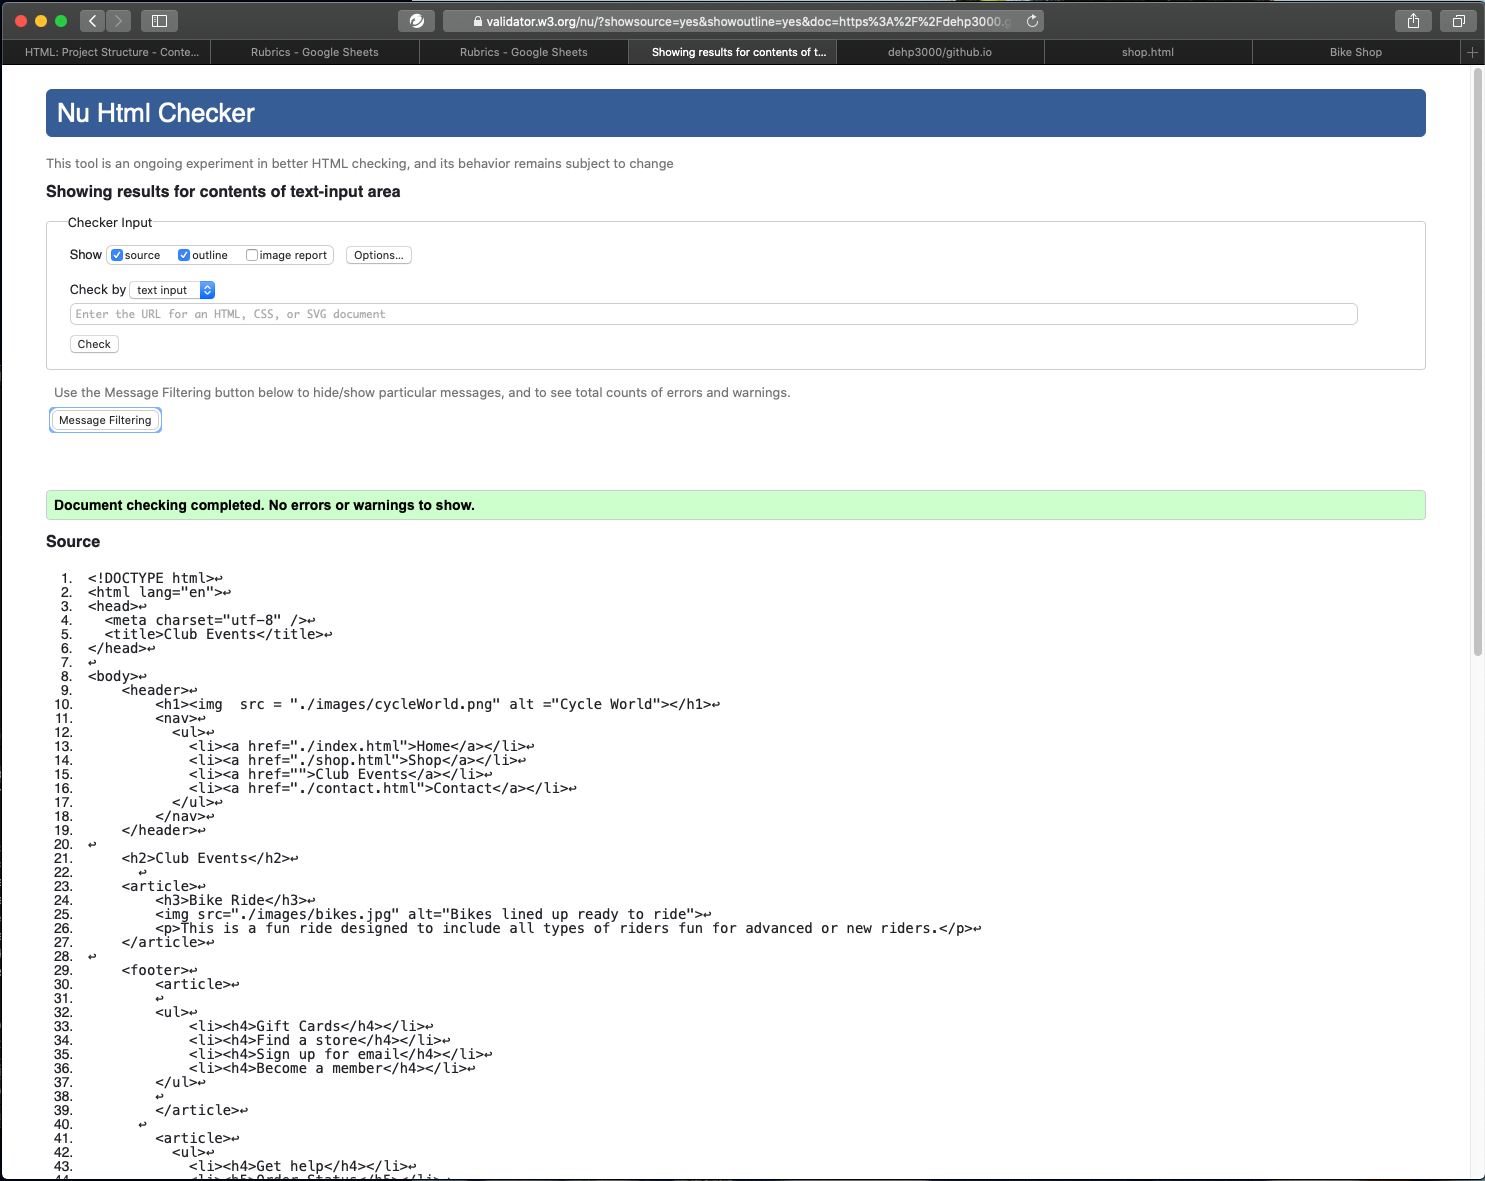 validator.w3.org/nu/?showsource=yes&showoutline=yes&doc=https%3A%2F%2Fdehp3000.g
HTML: Project Structure - Conte... Rubrics - Google Sheets Rubrics - Google Sheets Showing results for contents of t... dehp3000/github.io shop.html Bike Shop
Nu Html Checker
This tool is an ongoing experiment in better HTML checking, and its behavior remains subject to change
Showing results for contents of text-input area
Checker Input
Show source outline image report Options...
Check by text input
Enter the URL for an HTML, CSS, or SVG document
Check
Use the Message Filtering button below to hide/show particular messages, and to see total counts of errors and warnings.
Message Filtering
Document checking completed. No errors or warnings to show.
Source
1. <!DOCTYPE html>↩
2. <html lang="en">↩
3. <head>↩
4. <meta charset="utf-8" />↩
5. <title>Club Events</title>↩
6. </head>↩
7. ↩
8. <body>↩
9. <header>↩
10. <h1><img  src = "./images/cycleWorld.png" alt ="Cycle World"></h1>↩
11. <nav>↩
12. <ul>↩
13. <li><a href="./index.html">Home</a></li>↩
14. <li><a href="./shop.html">Shop</a></li>↩
15. <li><a href="">Club Events</a></li>↩
16. <li><a href="./contact.html">Contact</a></li>↩
17. </ul>↩
18. </nav>↩
19. </header>↩
20. ↩
21. <h2>Club Events</h2>↩
22. ↩
23. <article>↩
24. <h3>Bike Ride</h3>↩
25. <img src="./images/bikes.jpg" alt="Bikes lined up ready to ride">↩
26. <p>This is a fun ride designed to include all types of riders fun for advanced or new riders.</p>↩
27. </article>↩
28. ↩
29. <footer>↩
30. <article>↩
31. ↩
32. <ul>↩
33. <li><h4>Gift Cards</h4></li>↩
34. <li><h4>Find a store</h4></li>↩
35. <li><h4>Sign up for email</h4></li>↩
36. <li><h4>Become a member</h4></li>↩
37. </ul>↩
38. ↩
39. </article>↩
40. ↩
41. <article>↩
42. <ul>↩
43. <li><h4>Get help</h4></li>↩
44. <li><h5>Order Status</h5></li>↩